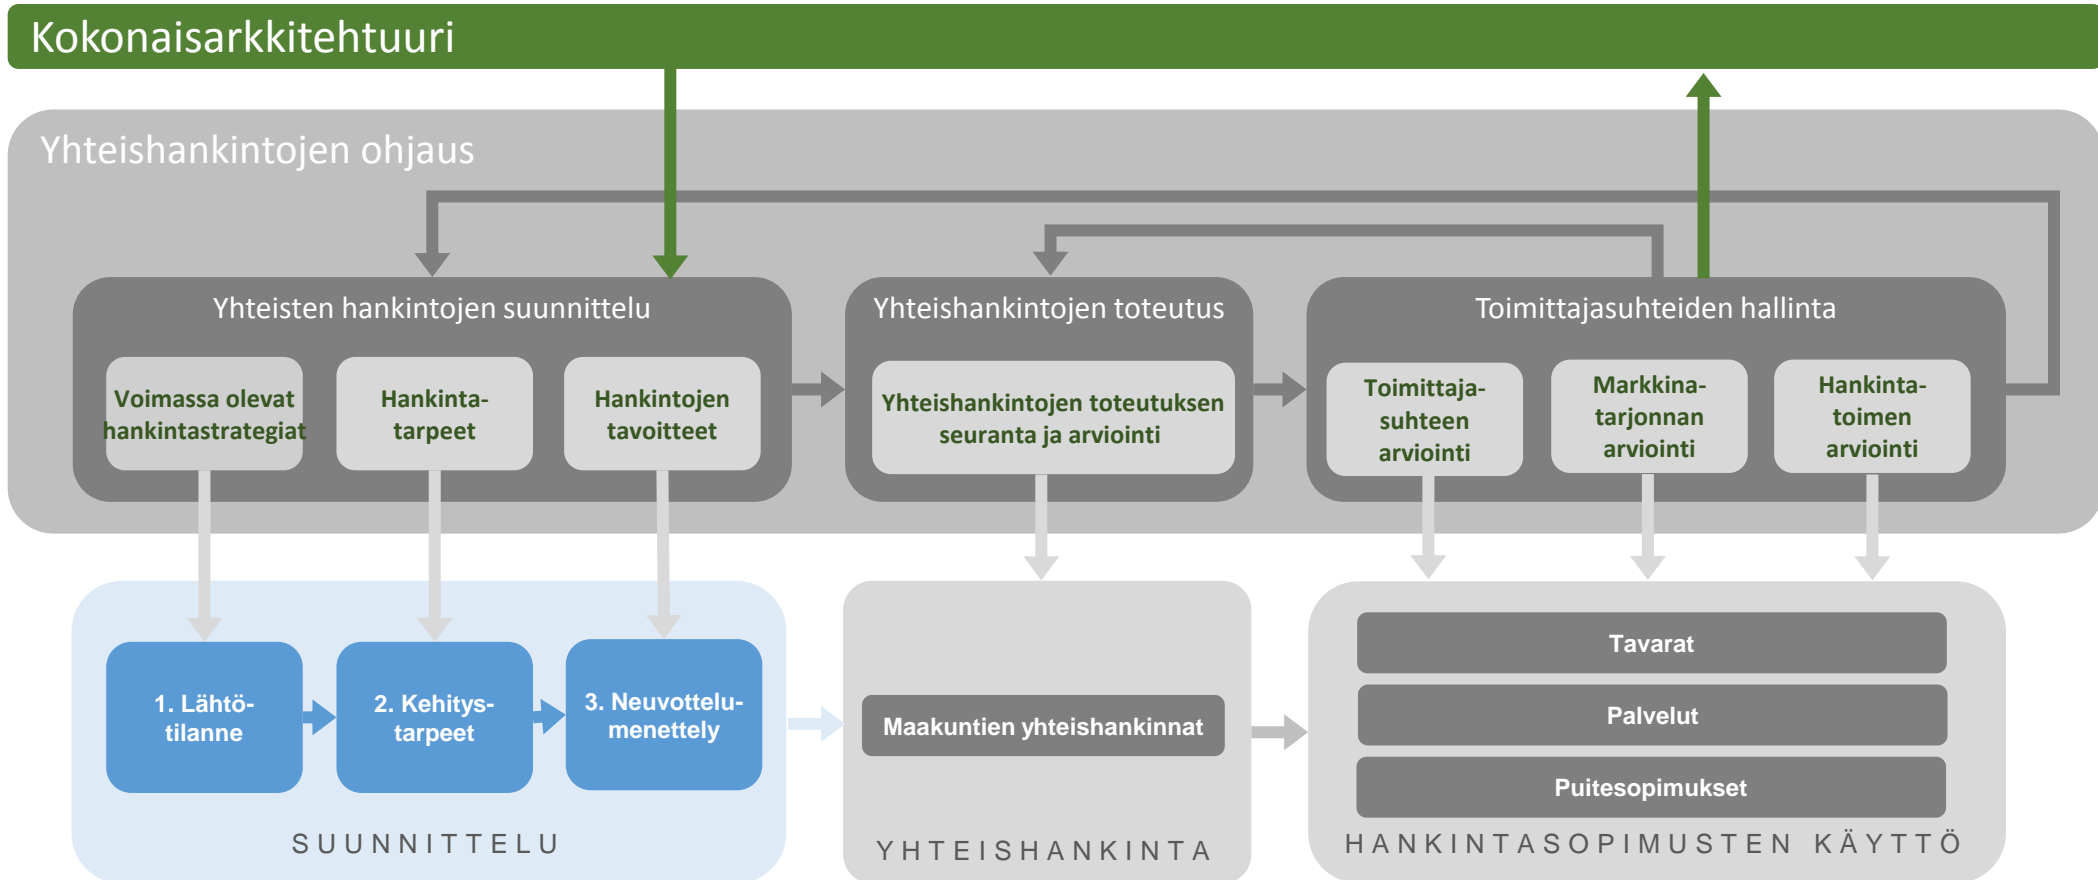 Kokonaisarkkitehtuuri
Yhteishankintojen ohjaus
Yhteisten hankintojen suunnittelu
Voimassa olevat
hankintastrategiat
Hankinta-
tarpeet
Hankintojen
tavoitteet
Yhteishankintojen toteutus
Yhteishankintojen toteutuksen
seuranta ja arviointi
Toimittajasuhteiden hallinta
Toimittaja-
suhteen
arviointi
Markkina-
tarjonnan
arviointi
Hankinta-
toimen
arviointi
1. Lähtö-
tilanne
2. Kehitys-
tarpeet
3. Neuvottelu-
menettely
SUUNNITTELU
Maakuntien yhteishankinnat
YHTEISHANKINTA
Tavarat
Palvelut
Puitesopimukset
HANKINTASOPIMUSTEN KÄYTTÖ